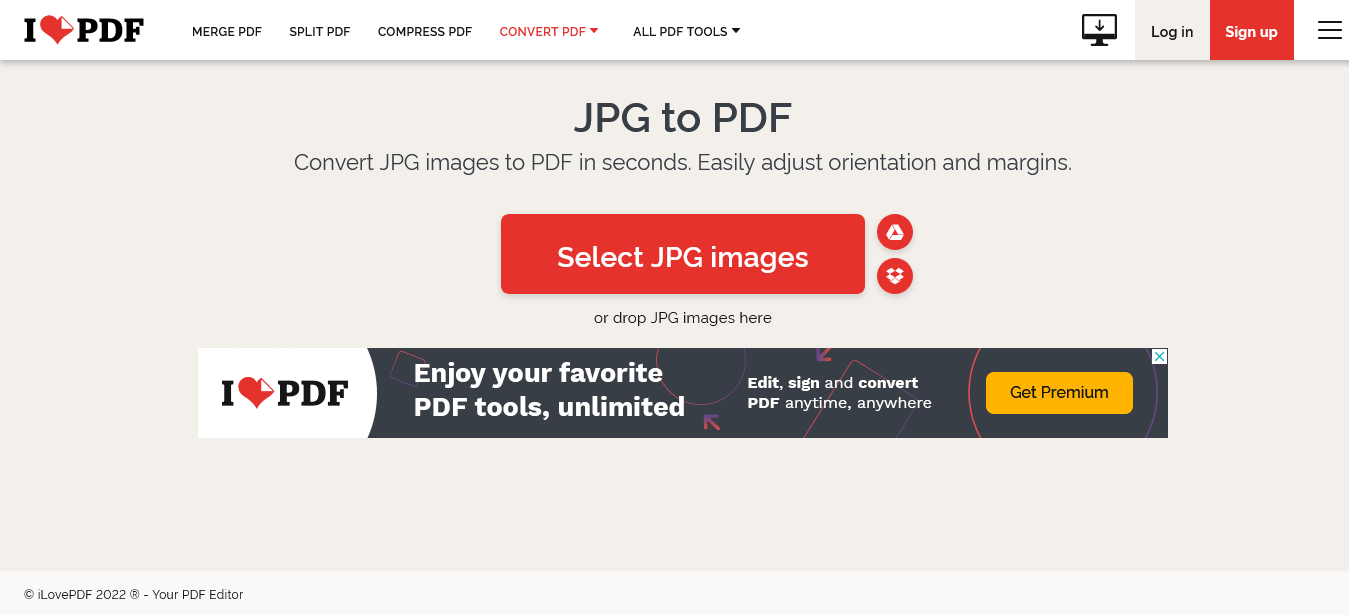 I PDF
MERGE PDF
SPLIT PDF
COMPRESS PDF
CONVERT PDF
ALL PDF TOOLS
Log in
Sign up
JPG to PDF
Convert JPG images to PDF in seconds. Easily adjust orientation and margins.
Select JPG images
or drop JPG images here
I PDF
Enjoy your favorite
PDF tools, unlimited
Edit, sign and convert
PDF anytime, anywhere
Get Premium
© iLovePDF 2022 ® - Your PDF Editor